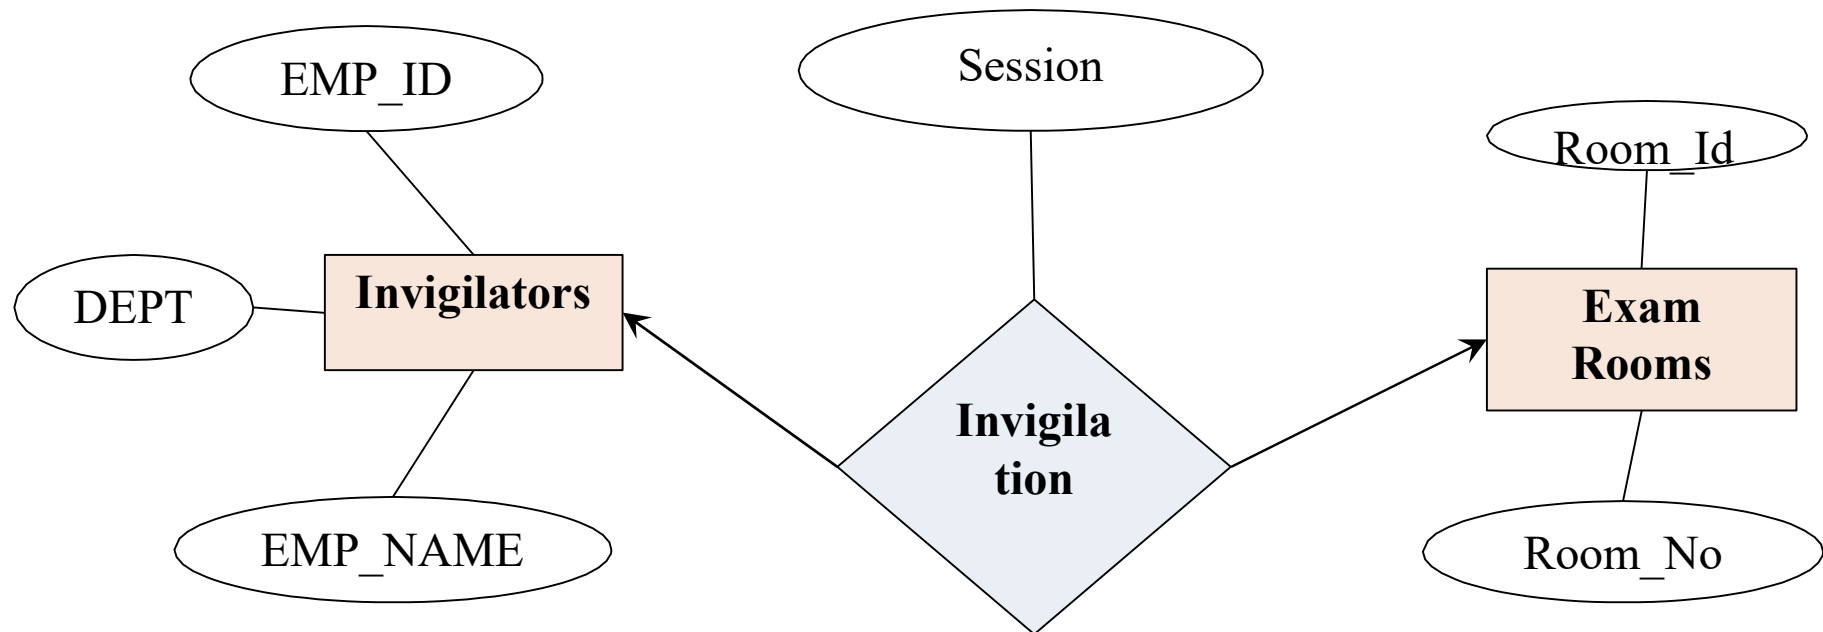 EMP_ID
Session
Room_Id
DEPT
Invigilators
Exam
Rooms
Invigila
tion
EMP_NAME
Room_No